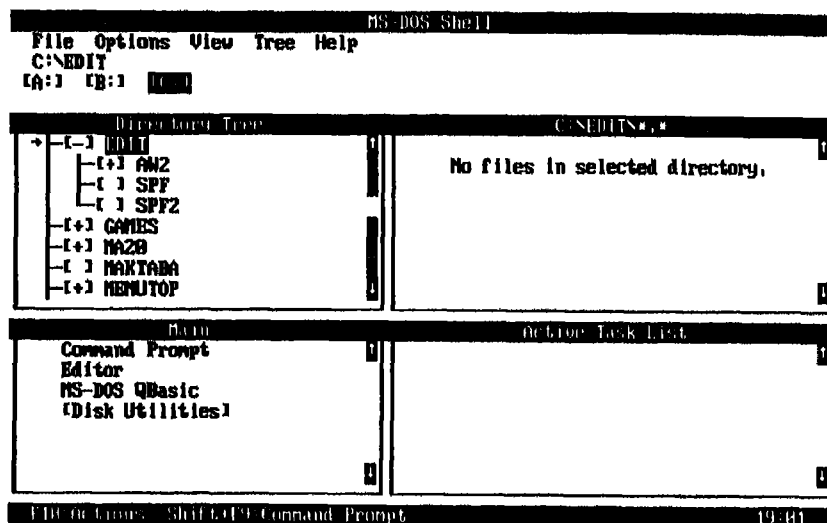 MS-DOS Shell
File Options View Tree Help
C:\EDIT
[A:] [B:] [C:]
Directory Tree
[-] EDIT
[+] AW2
[ ] SPF
[ ] SPF2
[+] GAMES
[+] MA20
[ ] MAKTABA
[+] MENUTOP
C:\EDIT\*.*
No files in selected directory.
Main
Command Prompt
Editor
MS-DOS QBasic
[Disk Utilities]
Active Task List
F10=Actions Shift+F9=Command Prompt 19:01